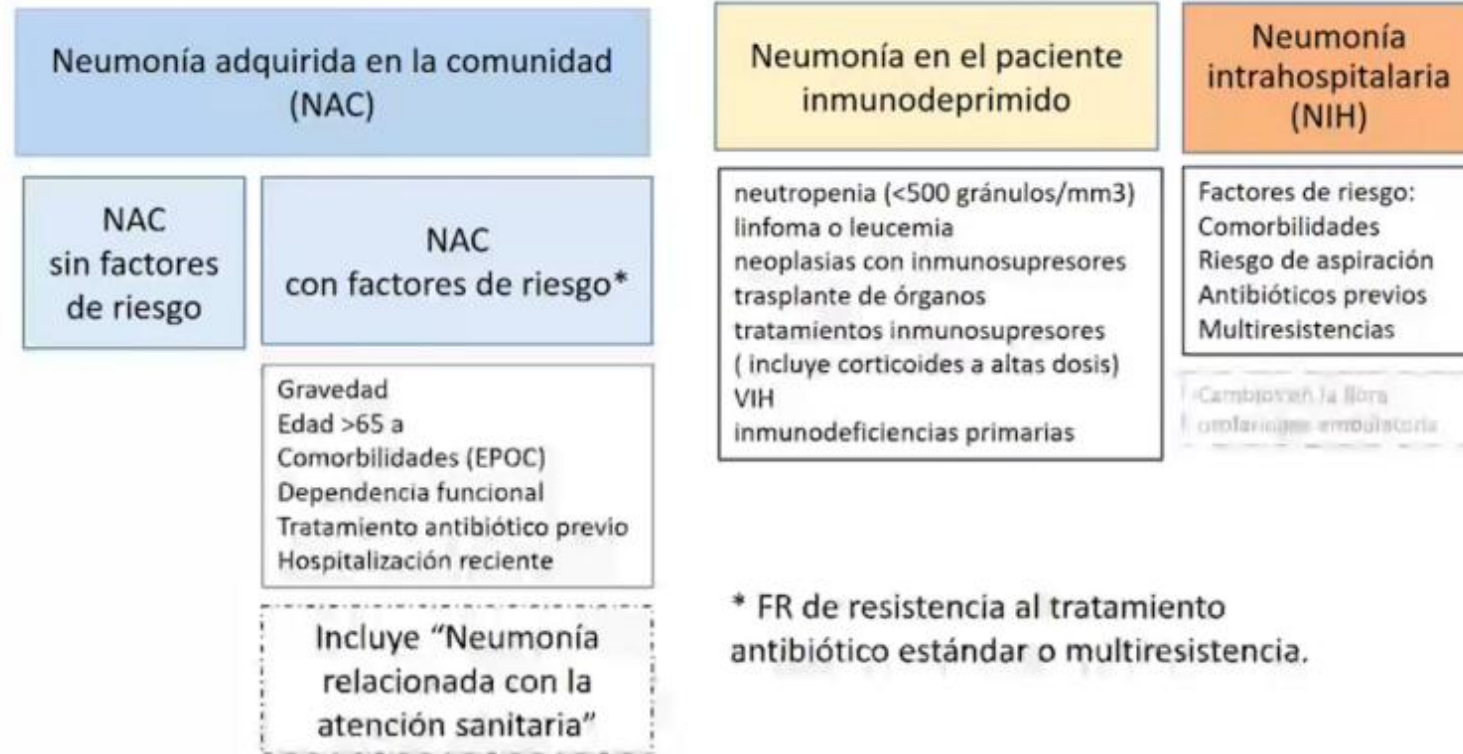 Neumonía adquirida en la comunidad
(NAC)
NAC
sin factores
de riesgo
NAC
con factores de riesgo*
Gravedad
Edad >65 a
Comorbilidades (EPOC)
Dependencia funcional
Tratamiento antibiótico previo
Hospitalización reciente
Incluye “Neumonía
relacionada con la
atención sanitaria”
Neumonía en el paciente
inmunodeprimido
neutropenia (<500 gránulos/mm3)
linfoma o leucemia
neoplasias con inmunosupresores
trasplante de órganos
tratamientos inmunosupresores
( incluye corticoides a altas dosis)
VIH
inmunodeficiencias primarias
Neumonía
intrahospitalaria
(NIH)
Factores de riesgo:
Comorbilidades
Riesgo de aspiración
Antibióticos previos
Multiresistencias
* FR de resistencia al tratamiento
antibiótico estándar o multiresistencia.